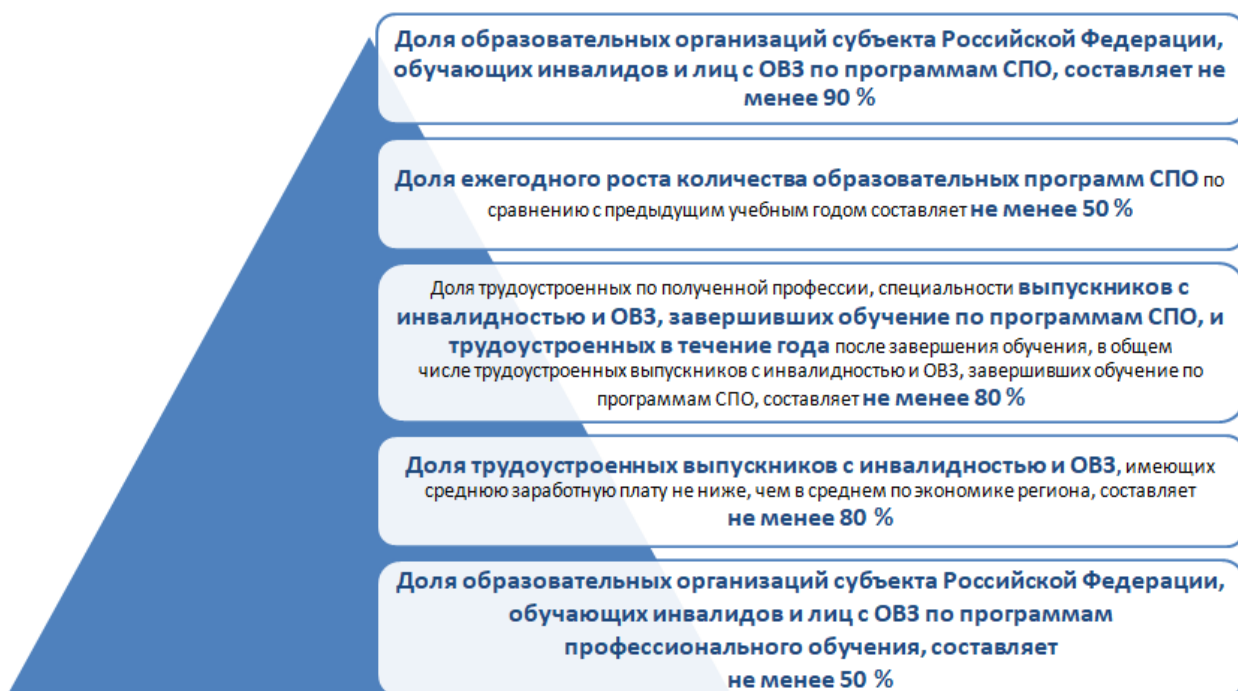 Доля образовательных организаций субъекта Российской Федерации,
обучающих инвалидов и лиц с ОВЗ по программам СПО, составляет не
менее 90 %
Доля ежегодного роста количества образовательных программ СПО по
сравнению с предыдущим учебным годом составляет не менее 50 %
Доля трудоустроенных по полученной профессии, специальности выпускников с
инвалидностью и ОВЗ, завершивших обучение по программам СПО, и
трудоустроенных в течение года после завершения обучения, в общем
числе трудоустроенных выпускников с инвалидностью и ОВЗ, завершивших обучение по
программам СПО, составляет не менее 80 %
Доля трудоустроенных выпускников с инвалидностью и ОВЗ, имеющих
среднюю заработную плату не ниже, чем в среднем по экономике региона, составляет
не менее 80 %
Доля образовательных организаций субъекта Российской Федерации,
обучающих инвалидов и лиц с ОВЗ по программам
профессионального обучения, составляет
не менее 50 %